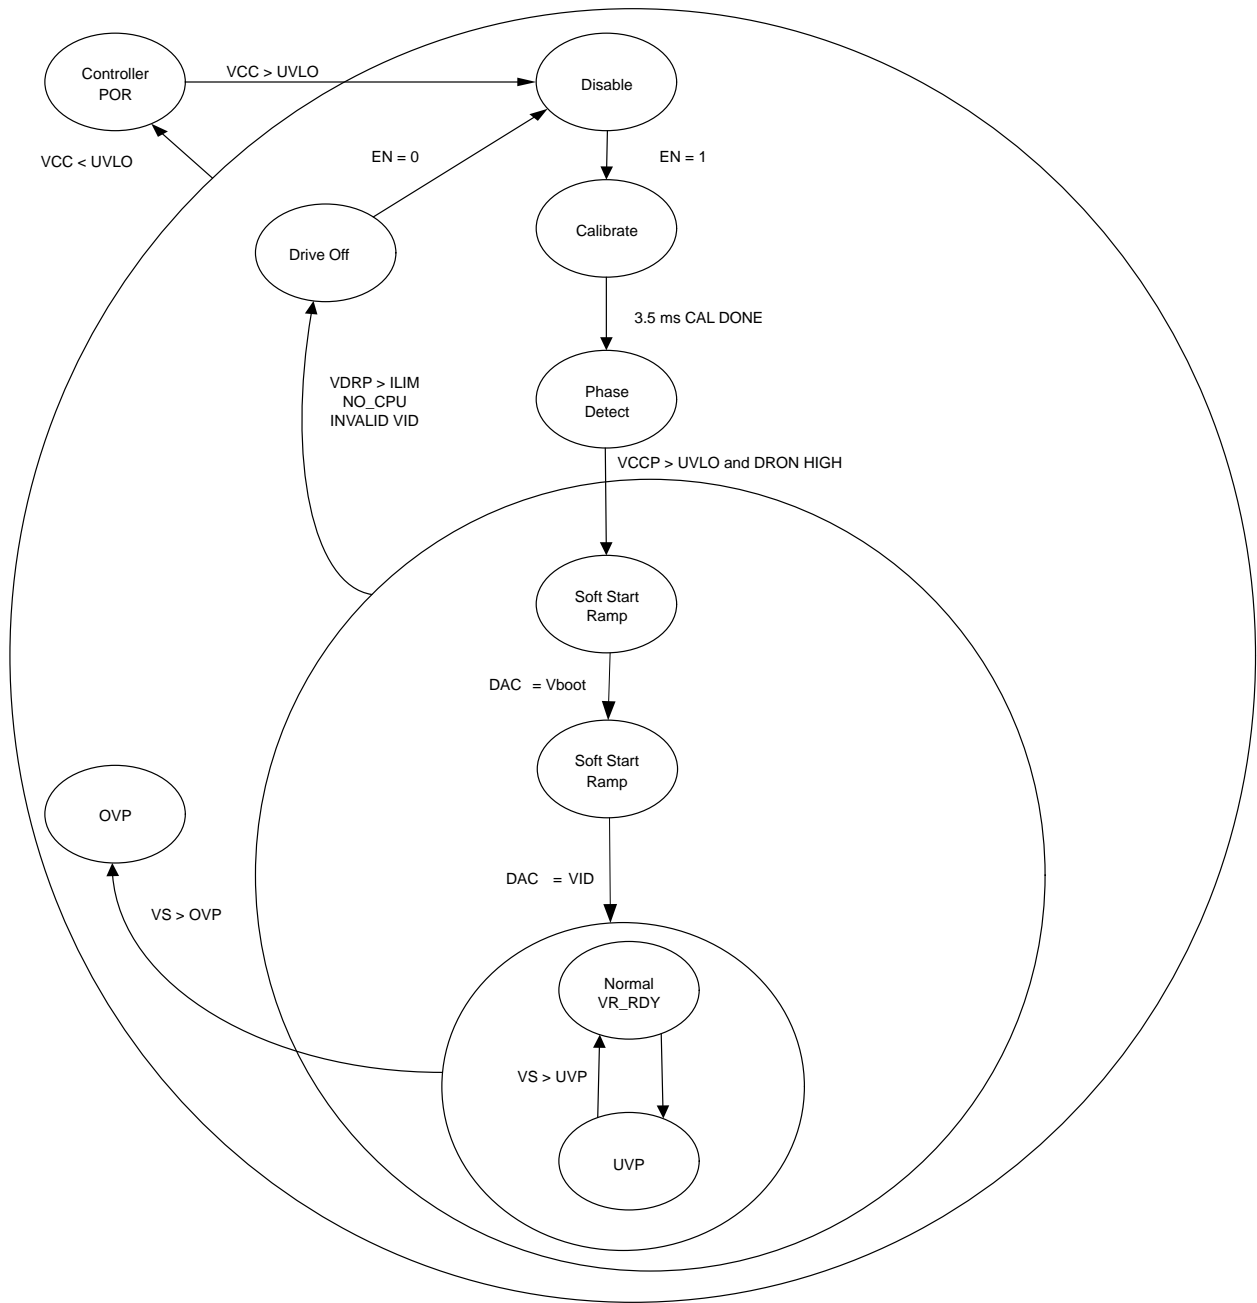 Controller
POR
VCC > UVLO
Disable
VCC < UVLO
EN = 0
EN = 1
Drive Off
Calibrate
3.5 ms CAL DONE
VDRP > ILIM
NO_CPU
INVALID VID
Phase
Detect
VCCP > UVLO and DRON HIGH
Soft Start
Ramp
DAC = Vboot
Soft Start
Ramp
OVP
DAC = VID
VS > OVP
Normal
VR_RDY
VS > UVP
UVP